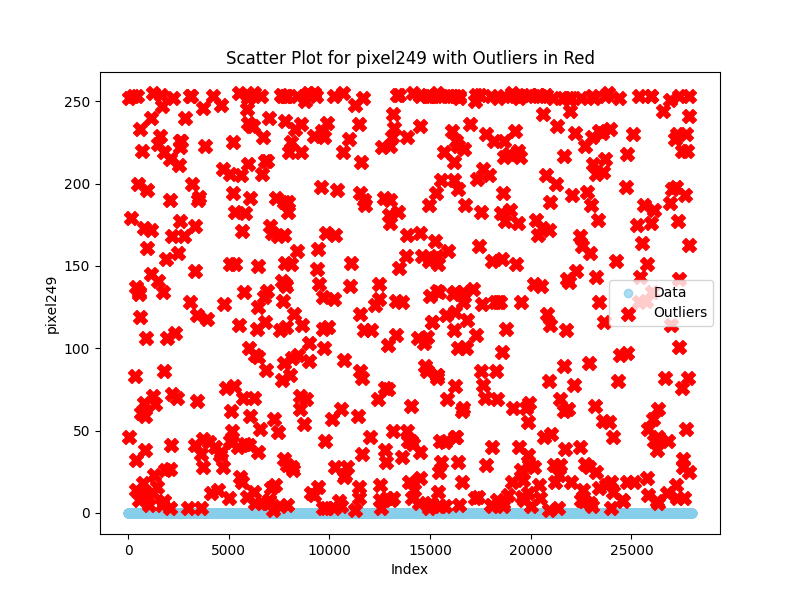 Scatter Plot for pixel249 with Outliers in Red
250
200
150
100
50
0
pixel249
Data
Outliers
0 5000 10000 15000 20000 25000
Index